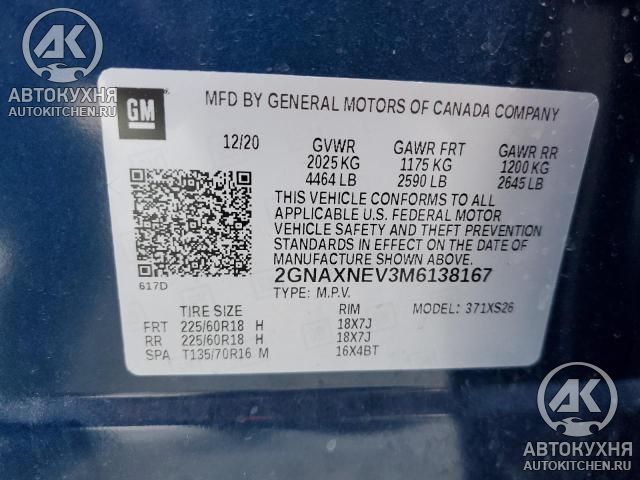 AK
АВТОКУХНЯ
AUTOKITCHEN.RU
GM
MFD BY GENERAL MOTORS OF CANADA COMPANY
12/20 GVWR GAWR FRT GAWR RR
2025 KG 1175 KG 1200 KG
4464 LB 2590 LB 2645 LB
THIS VEHICLE CONFORMS TO ALL
APPLICABLE U.S. FEDERAL MOTOR
VEHICLE SAFETY AND THEFT PREVENTION
STANDARDS IN EFFECT ON THE DATE OF
MANUFACTURE SHOWN ABOVE.
617D
2GNAXNEV3M6138167
TYPE: M.P.V. MODEL: 371XS26
TIRE SIZE RIM
FRT 225/60R18 H 18X7J
RR 225/60R18 H 18X7J
SPA T135/70R16 M 16X4BT
AK
АВТОКУХНЯ
AUTOKITCHEN.RU